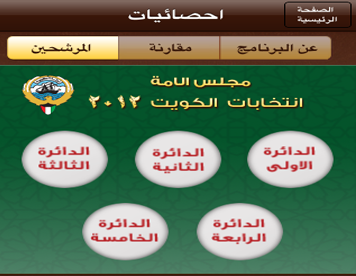 الصفحة
الرئيسية
احصائيات
عن البرنامج
مقارنة
المرشحين
مجلس الامة
انتخابات الكويت ٢٠١٢
الدائرة
الاولى
الدائرة
الثانية
الدائرة
الثالثة
الدائرة
الرابعة
الدائرة
الخامسة